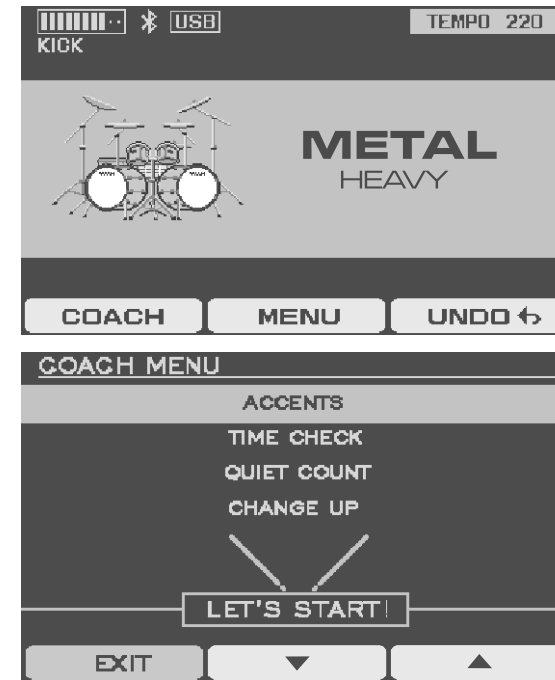 USB
TEMPO 220
KICK
METAL
HEAVY
COACH
MENU
UNDO
COACH MENU
ACCENTS
TIME CHECK
QUIET COUNT
CHANGE UP
LET'S START!
EXIT